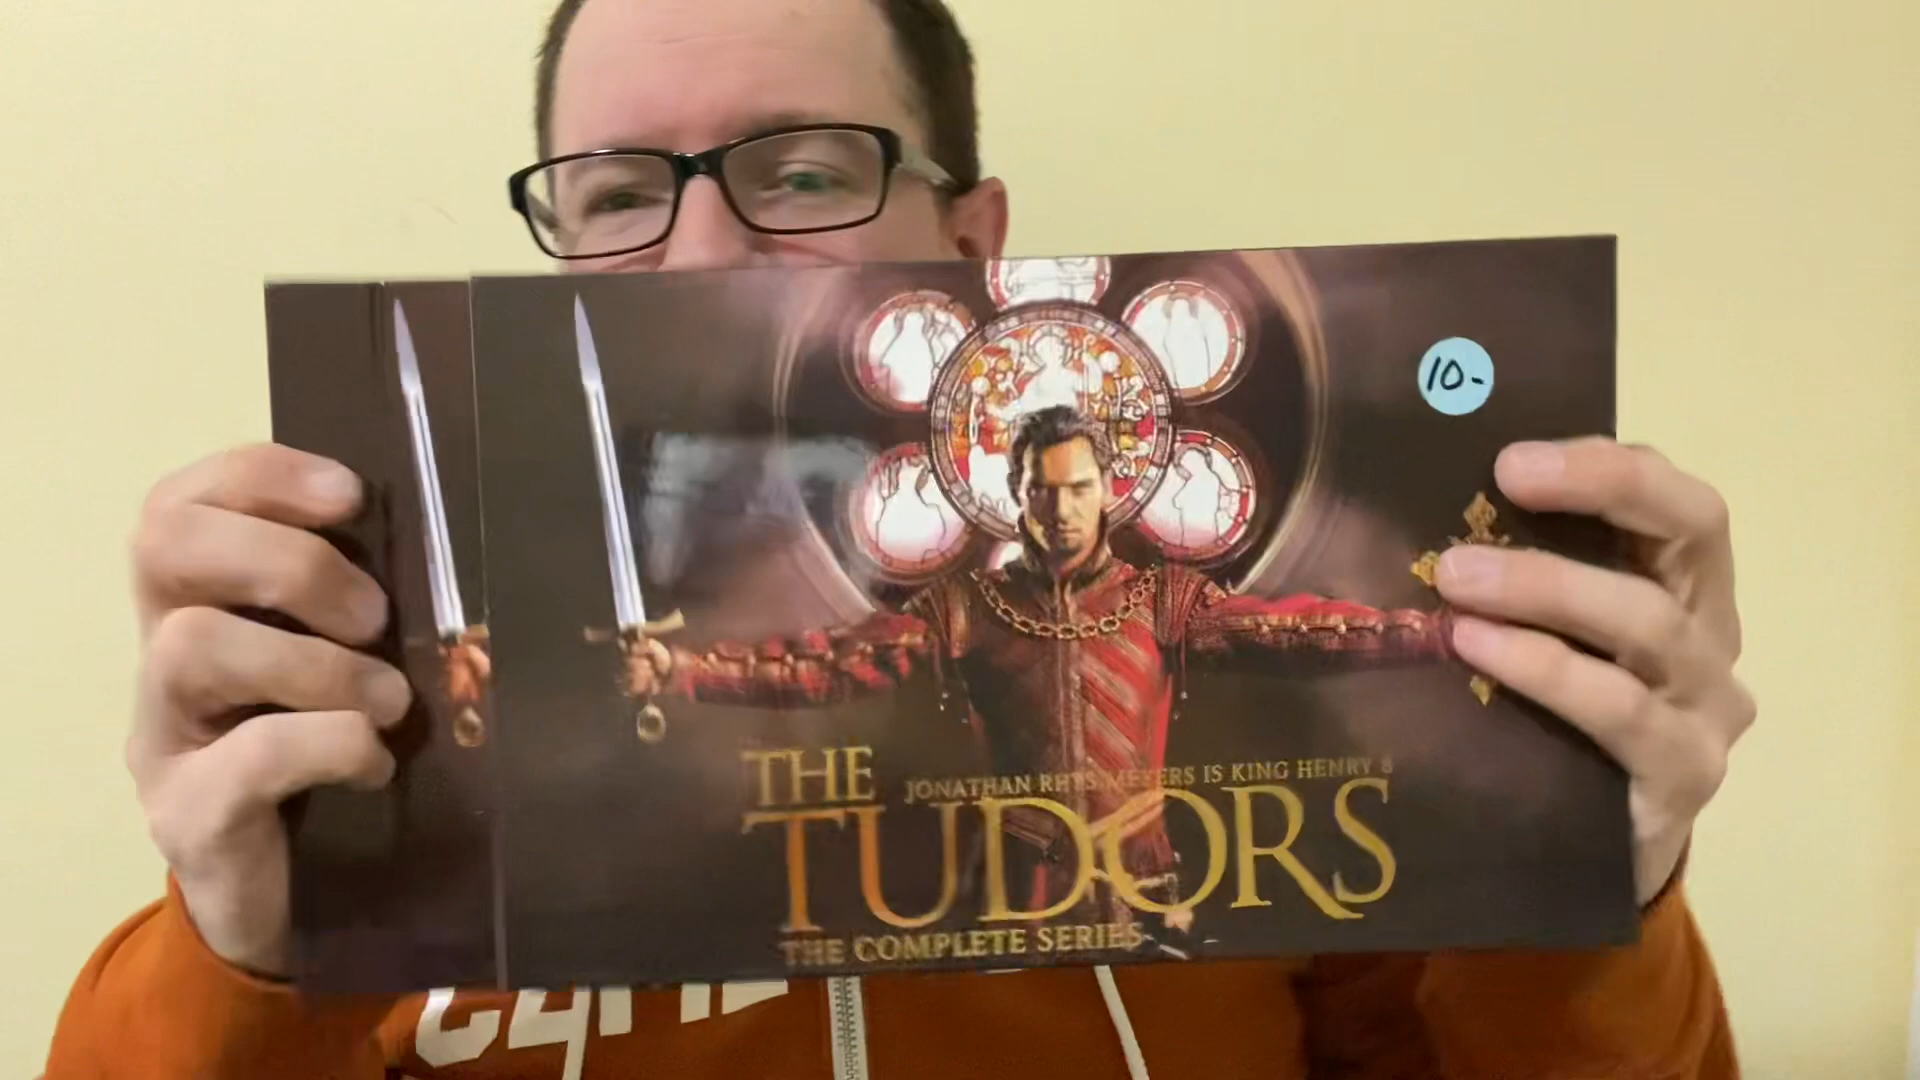 10-
THE
JONATHAN RHYS MEYERS IS KING HENRY 8
TUDORS
THE COMPLETE SERIES